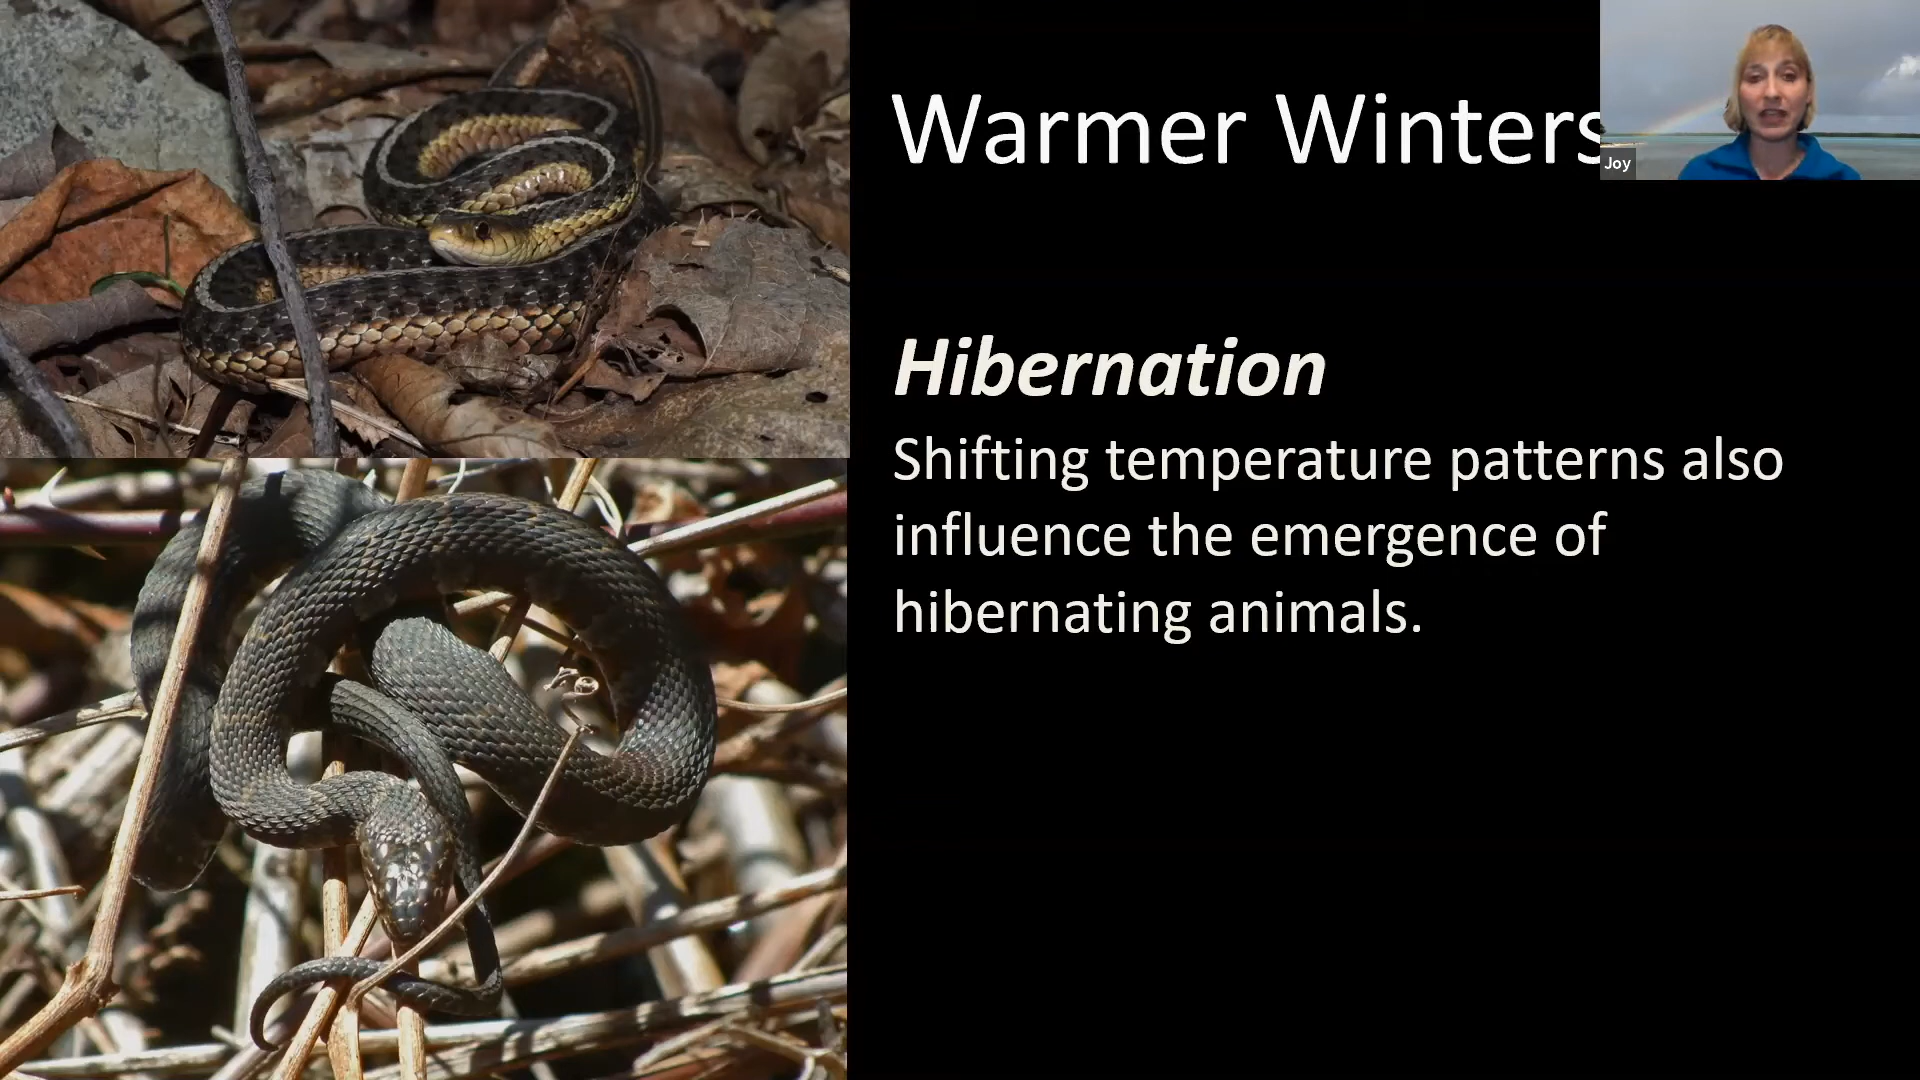 Warmer Winters
Joy
Hibernation
Shifting temperature patterns also
influence the emergence of
hibernating animals.